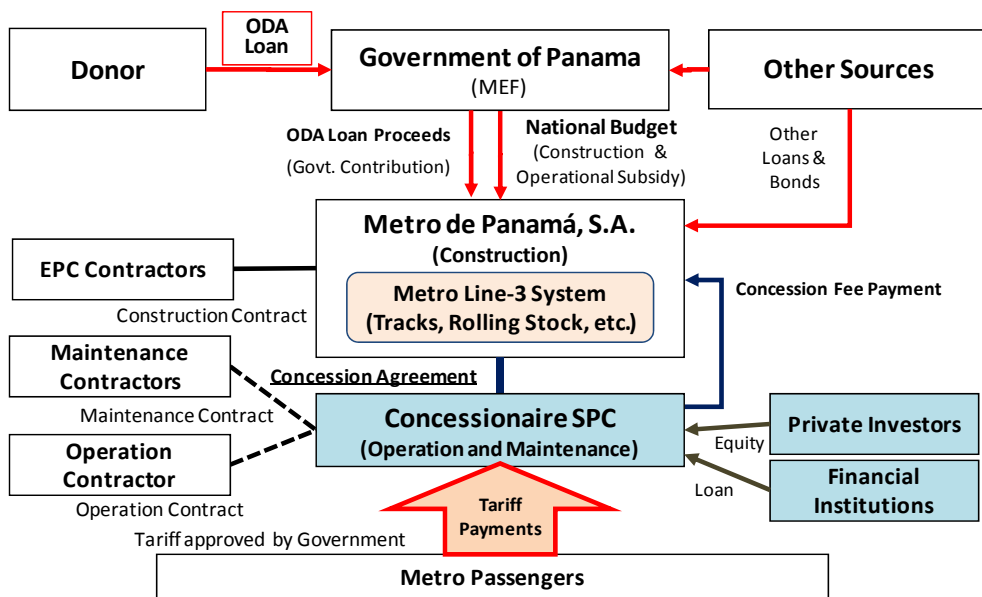 ODA
Loan
Donor
Government of Panama
(MEF)
Other Sources
ODA Loan Proceeds
(Govt. Contribution)
National Budget
(Construction &
Operational Subsidy)
Other
Loans &
Bonds
Metro de Panamá, S.A.
(Construction)
EPC Contractors
Metro Line-3 System
(Tracks, Rolling Stock, etc.)
Concession Fee Payment
Construction Contract
Maintenance
Contractors
Concession Agreement
Maintenance Contract
Concessionaire SPC
(Operation and Maintenance)
Private Investors
Equity
Operation
Contractor
Loan
Financial
Institutions
Operation Contract
Tariff
Payments
Tariff approved by Government
Metro Passengers